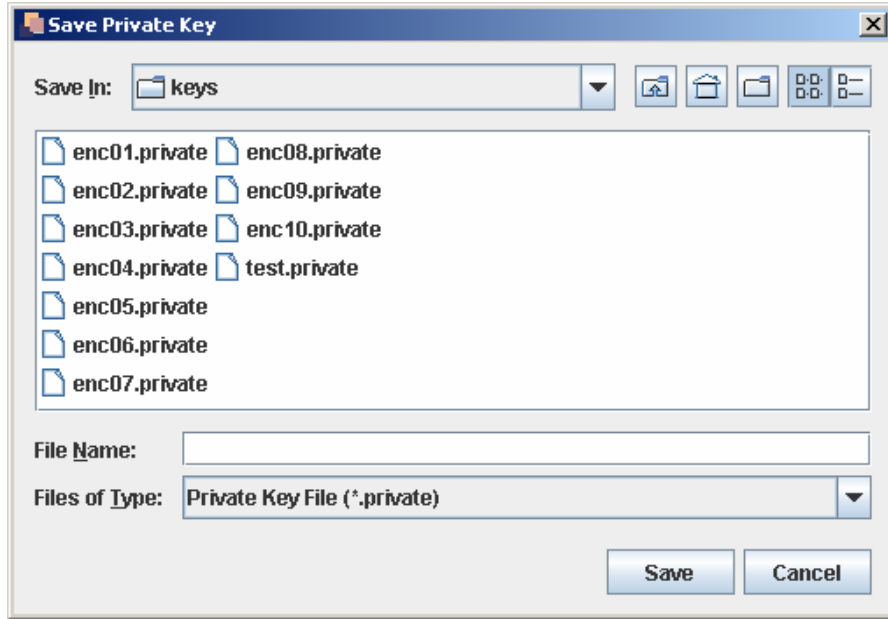 Save Private Key
Save In: keys
enc01.private enc08.private
enc02.private enc09.private
enc03.private enc10.private
enc04.private test.private
enc05.private
enc06.private
enc07.private
File Name:
Files of Type: Private Key File (*.private)
Save Cancel